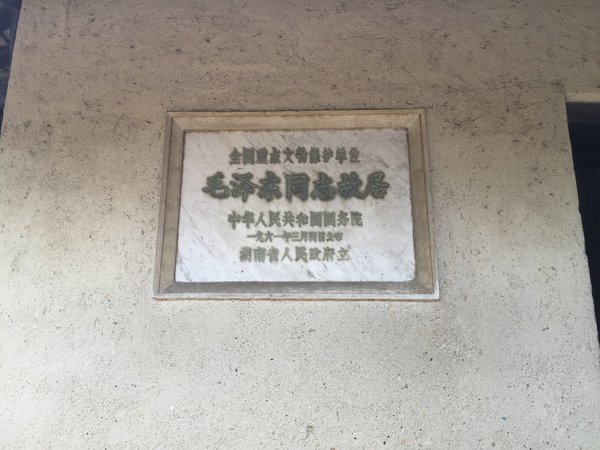 全国重点文物保护单位
毛泽东同志故居
中华人民共和国国务院
一九六一年三月四日公布
湖南省人民政府立